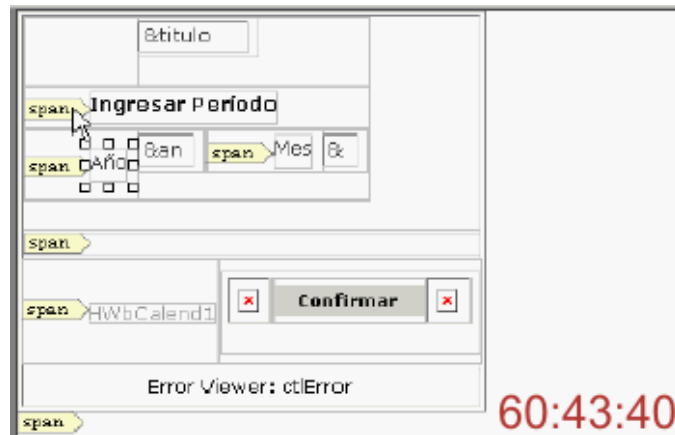 &titulo
span Ingresar Período
span Año &an span Mes &
span
span HWbCalend1 Confirmar
Error Viewer: ctlError
span
60:43:40